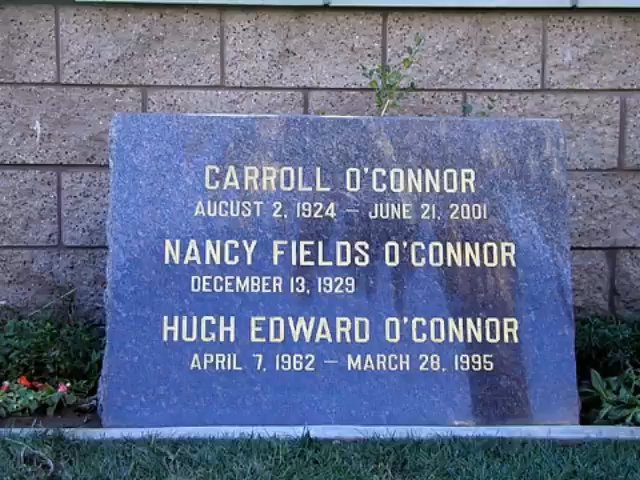 CARROLL O'CONNOR
AUGUST 2, 1924 – JUNE 21, 2001
NANCY FIELDS O'CONNOR
DECEMBER 13, 1929
HUGH EDWARD O'CONNOR
APRIL 7, 1962 – MARCH 28, 1995